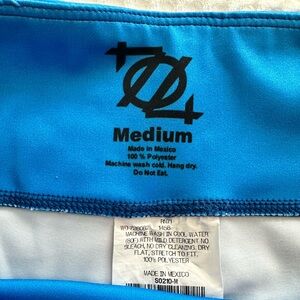 Medium
Made in Mexico
100 % Polyester
Machine wash cold. Hang dry.
Do Not Eat.
MACHINE WASH IN COOL WATER
(80F) WITH MILD DETERGENT NO
BLEACH, NO DRY CLEANING. DRY
FLAT, STRETCH TO FIT.
100% POLYESTER
MADE IN MEXICO
S0210-M